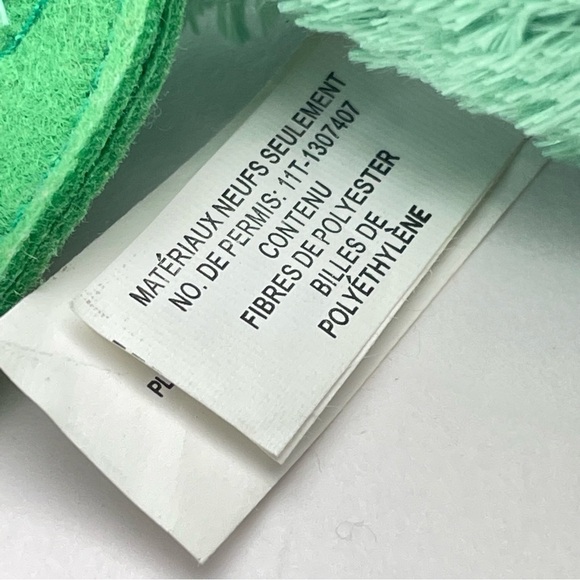 MATÉRIAUX NEUFS SEULEMENT
NO. DE PERMIS: 11T-1307407
CONTENU
FIBRES DE POLYESTER
BILLES DE
POLYÉTHYLÈNE